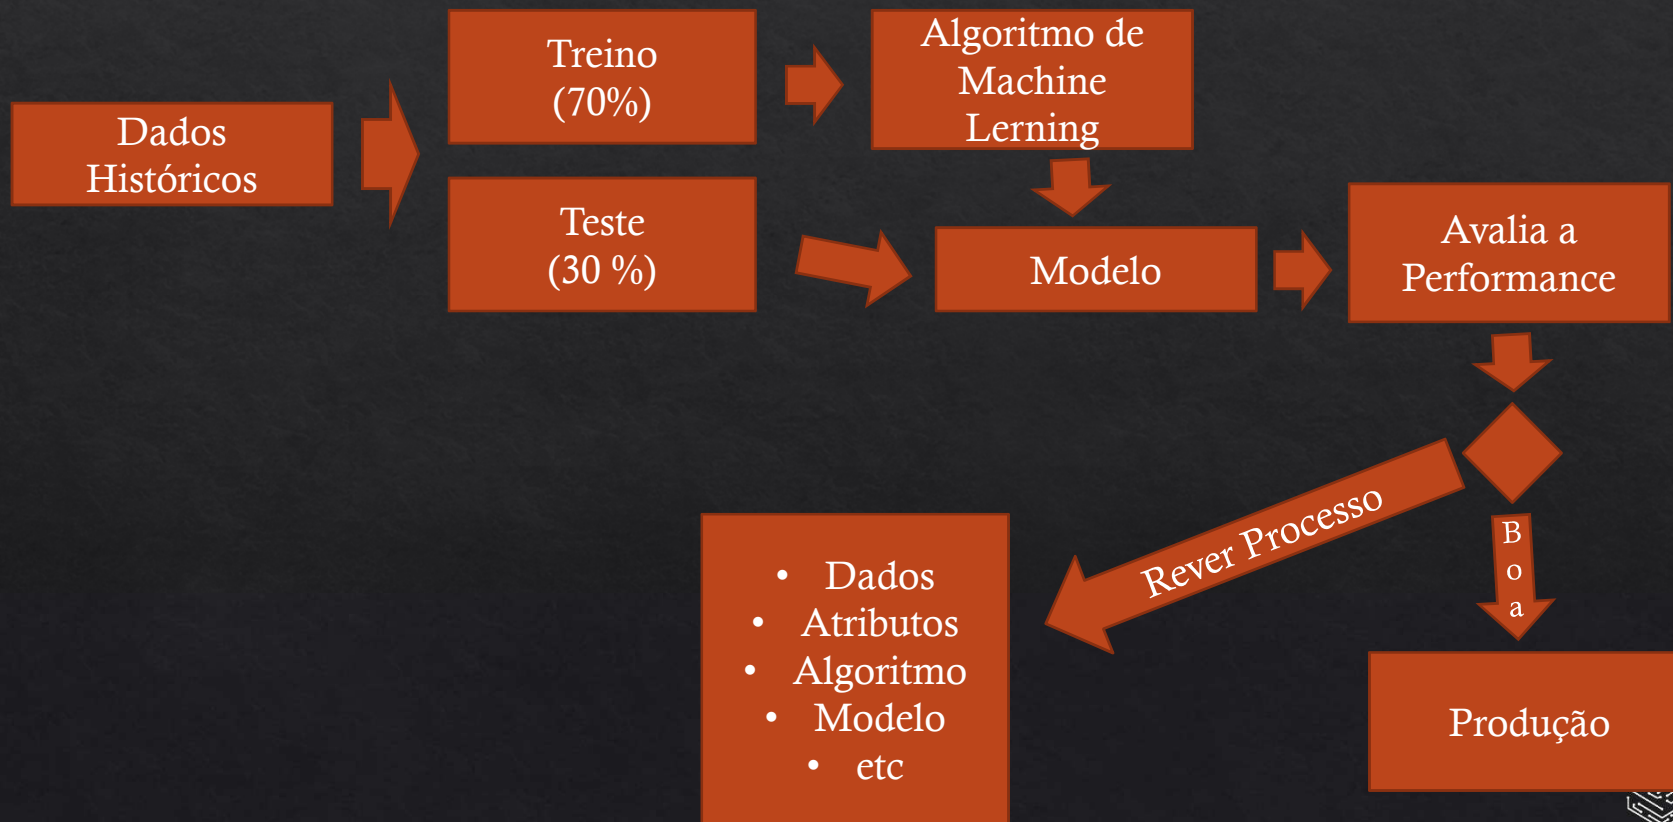 Dados
Históricos
Treino
(70%)
Teste
(30 %)
Algoritmo de
Machine
Lerning
Modelo
Avalia a
Performance
Rever Processo
B
o
a
• Dados
• Atributos
• Algoritmo
• Modelo
• etc
Produção